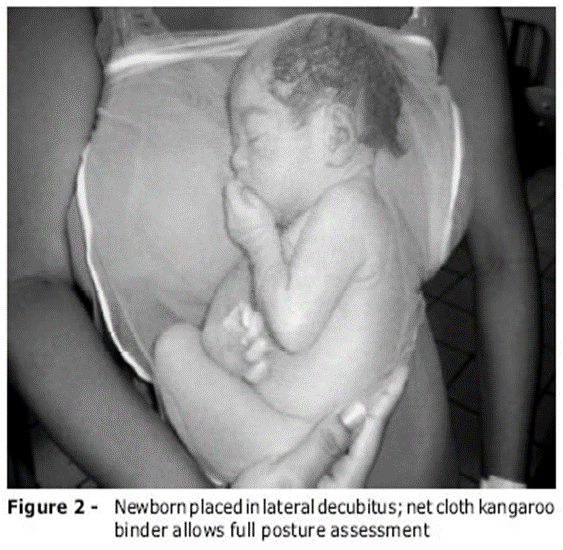 Figure 2 - Newborn placed in lateral decubitus; net cloth kangaroo
binder allows full posture assessment